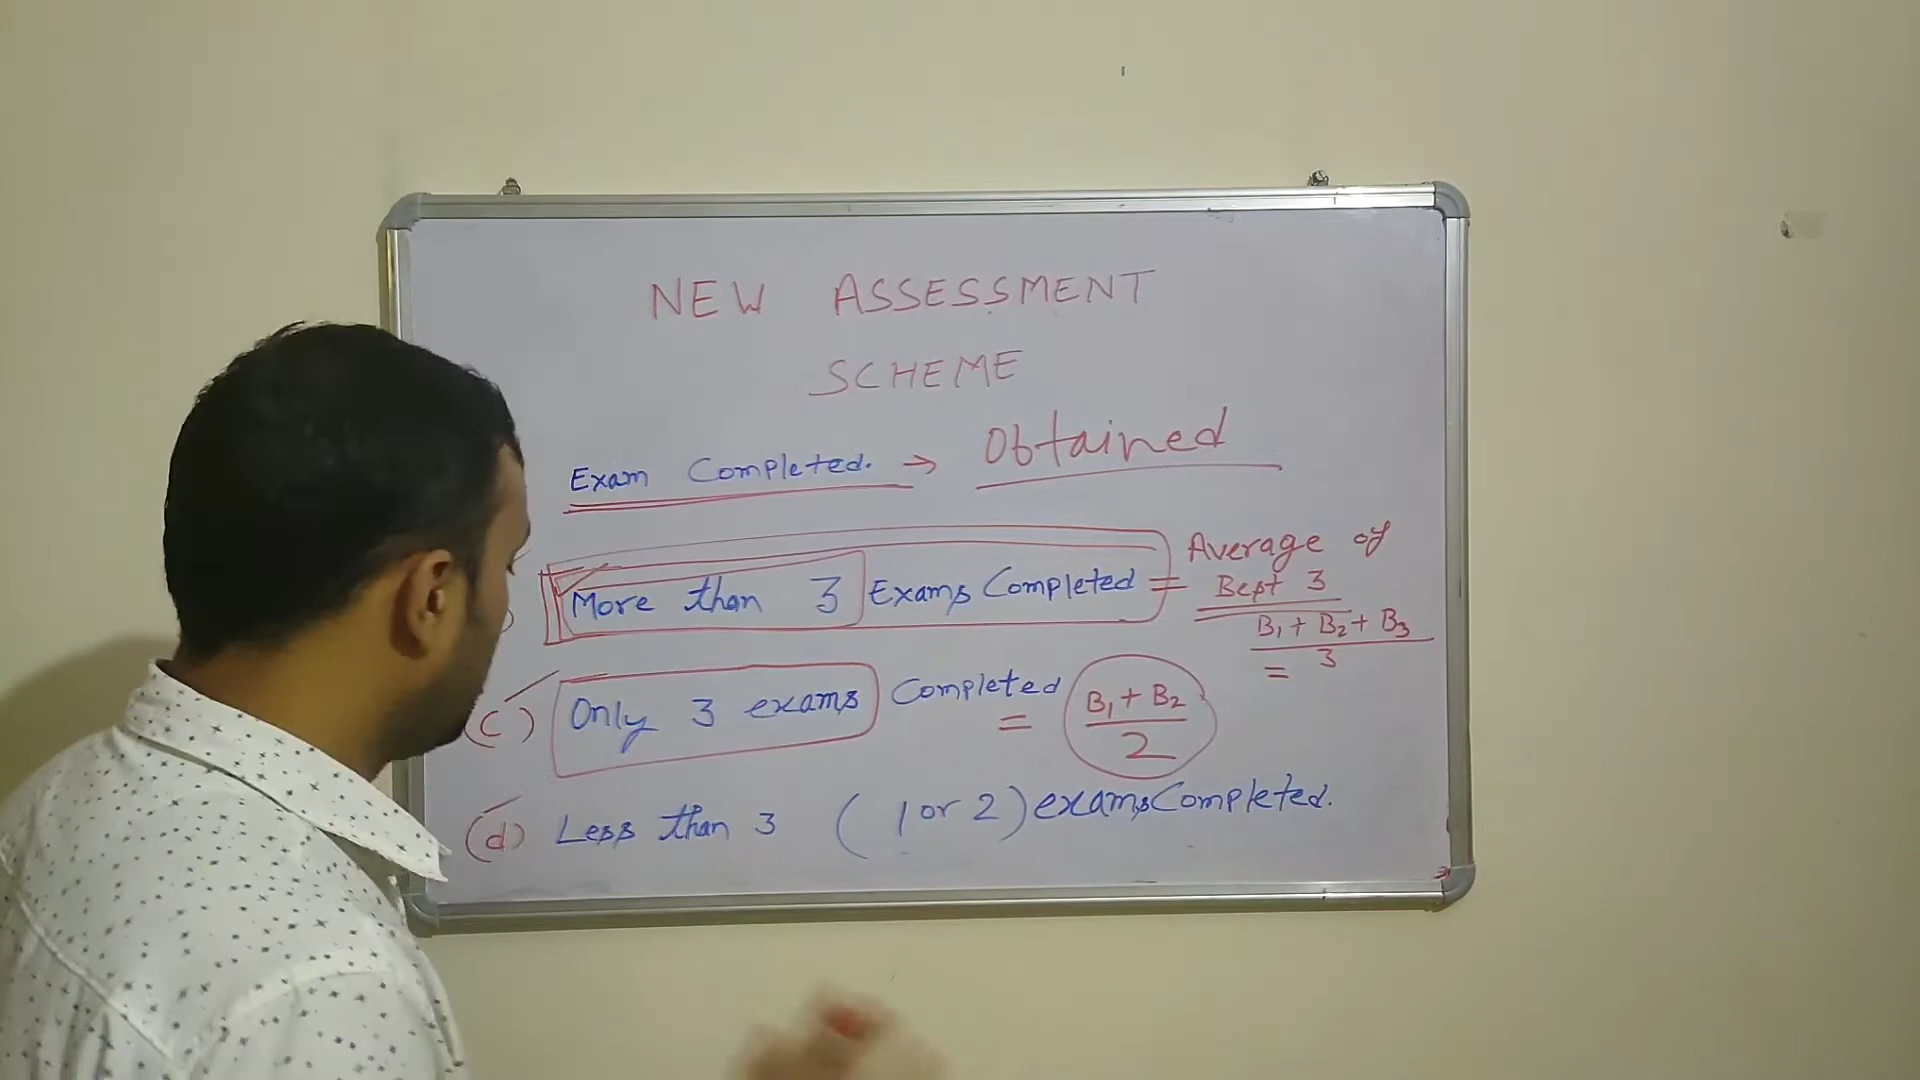 NEW ASSESSMENT
SCHEME
Exam Completed. → Obtained
) More than 3 Exams Completed = Average of
Best 3
B₁ + B₂ + B₃
3
=
(c) Only 3 exams Completed
= B₁ + B₂
2
(d) Less than 3 (1 or 2) exams Completed.